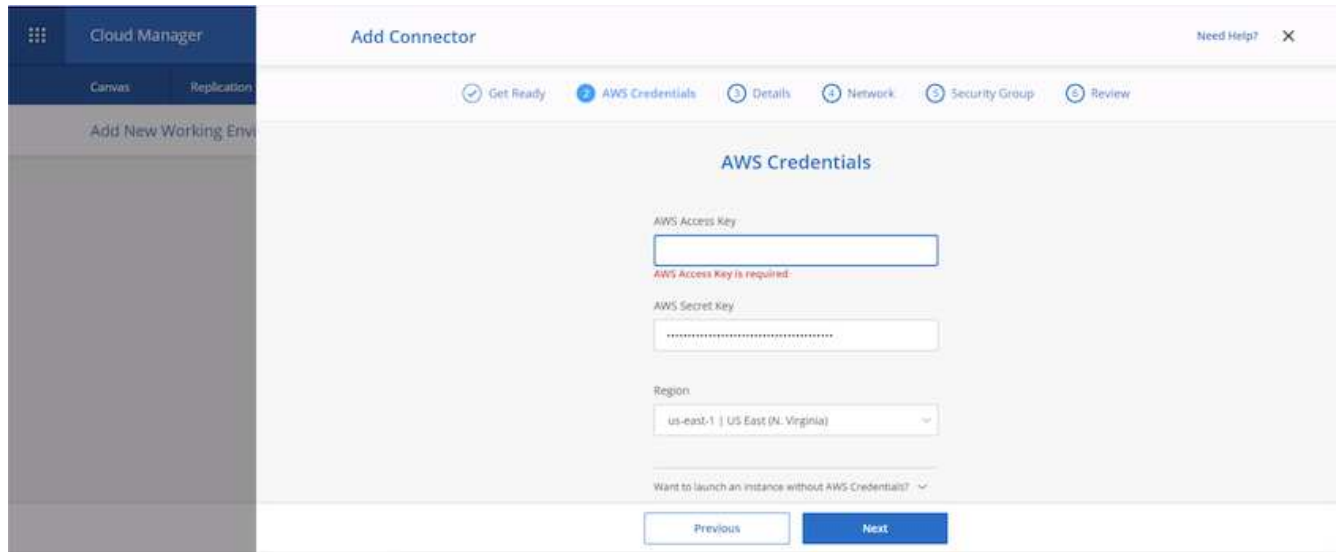 Cloud Manager
Add Connector
Need Help?
Canvas
Replication
Get Ready
2 AWS Credentials
3 Details
4 Network
5 Security Group
6 Review
Add New Working Envi
AWS Credentials
AWS Access Key
AWS Access Key is required
AWS Secret Key
Region
us-east-1 | US East (N. Virginia)
Want to launch an instance without AWS Credentials?
Previous
Next